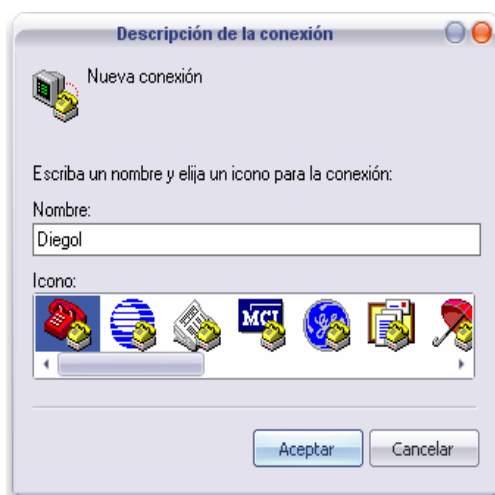 Descripción de la conexión
Nueva conexión
Escriba un nombre y elija un icono para la conexión:
Nombre:
Diegol
Icono:
MCI
Aceptar
Cancelar